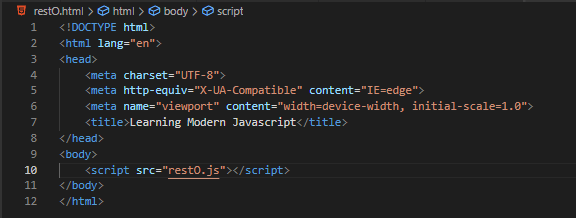 restO.html > html > body > script
1 <!DOCTYPE html>
2 <html lang="en">
3 <head>
4 <meta charset="UTF-8">
5 <meta http-equiv="X-UA-Compatible" content="IE=edge">
6 <meta name="viewport" content="width=device-width, initial-scale=1.0">
7 <title>Learning Modern Javascript</title>
8 </head>
9 <body>
10 <script src="restO.js"></script>
11 </body>
12 </html>